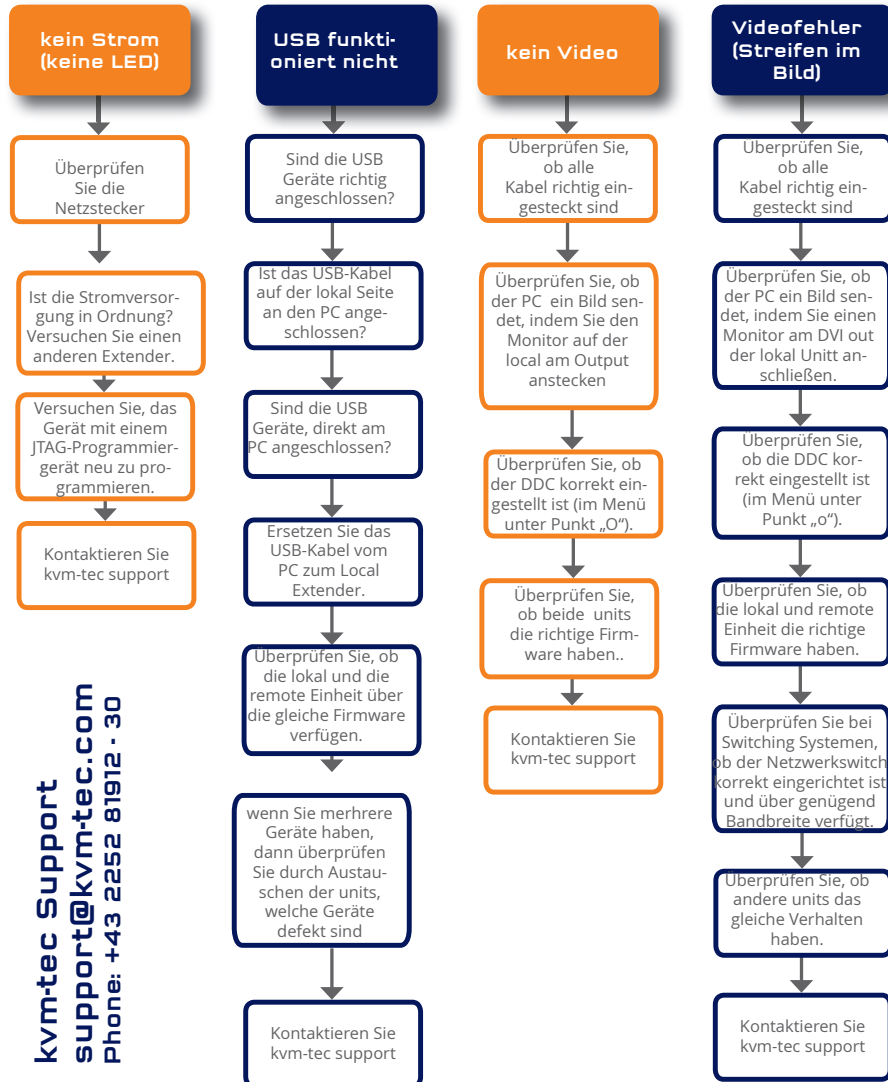 kein Strom
(keine LED)
Überprüfen
Sie die
Netzstecker
Ist die Stromversor-
gung in Ordnung?
Versuchen Sie einen
anderen Extender.
Versuchen Sie, das
Gerät mit einem
JTAG-Programmier-
gerät neu zu pro-
grammieren.
Kontaktieren Sie
kvm-tec support
USB funkti-
oniert nicht
Sind die USB
Geräte richtig
angeschlossen?
Ist das USB-Kabel
auf der lokal Seite
an den PC ange-
schlossen?
Sind die USB
Geräte, direkt am
PC angeschlossen?
Ersetzen Sie das
USB-Kabel vom
PC zum Local
Extender.
Überprüfen Sie, ob
die lokal und die
remote Einheit über
die gleiche Firmware
verfügen.
wenn Sie merhrere
Geräte haben,
dann überprüfen
Sie durch Austau-
schen der units,
welche Geräte
defekt sind
Kontaktieren Sie
kvm-tec support
kein Video
Überprüfen Sie,
ob alle
Kabel richtig ein-
gesteckt sind
Überprüfen Sie, ob
der PC ein Bild sen-
det, indem Sie den
Monitor auf der
local am Output
anstecken
Überprüfen Sie, ob
der DDC korrekt ein-
gestellt ist (im Menü
unter Punkt „O“).
Überprüfen Sie,
ob beide units
die richtige Firm-
ware haben..
Kontaktieren Sie
kvm-tec support
Videofehler
(Streifen im
Bild)
Überprüfen Sie,
ob alle
Kabel richtig ein-
gesteckt sind
Überprüfen Sie, ob
der PC ein Bild sen-
det, indem Sie einen
Monitor am DVI out
der lokal Unitt an-
schließen.
Überprüfen Sie,
ob die DDC kor-
rekt eingestellt ist
(im Menü unter
Punkt „o“).
Überprüfen Sie, ob
die lokal und remote
Einheit die richtige
Firmware haben.
Überprüfen Sie bei
Switching Systemen,
ob der Netzwerkswitch
korrekt eingerichtet ist
und über genügend
Bandbreite verfügt.
Überprüfen Sie, ob
andere units das
gleiche Verhalten
haben.
Kontaktieren Sie
kvm-tec support
kvm-tec Support
support@kvm-tec.com
Phone: +43 2252 81912 - 30